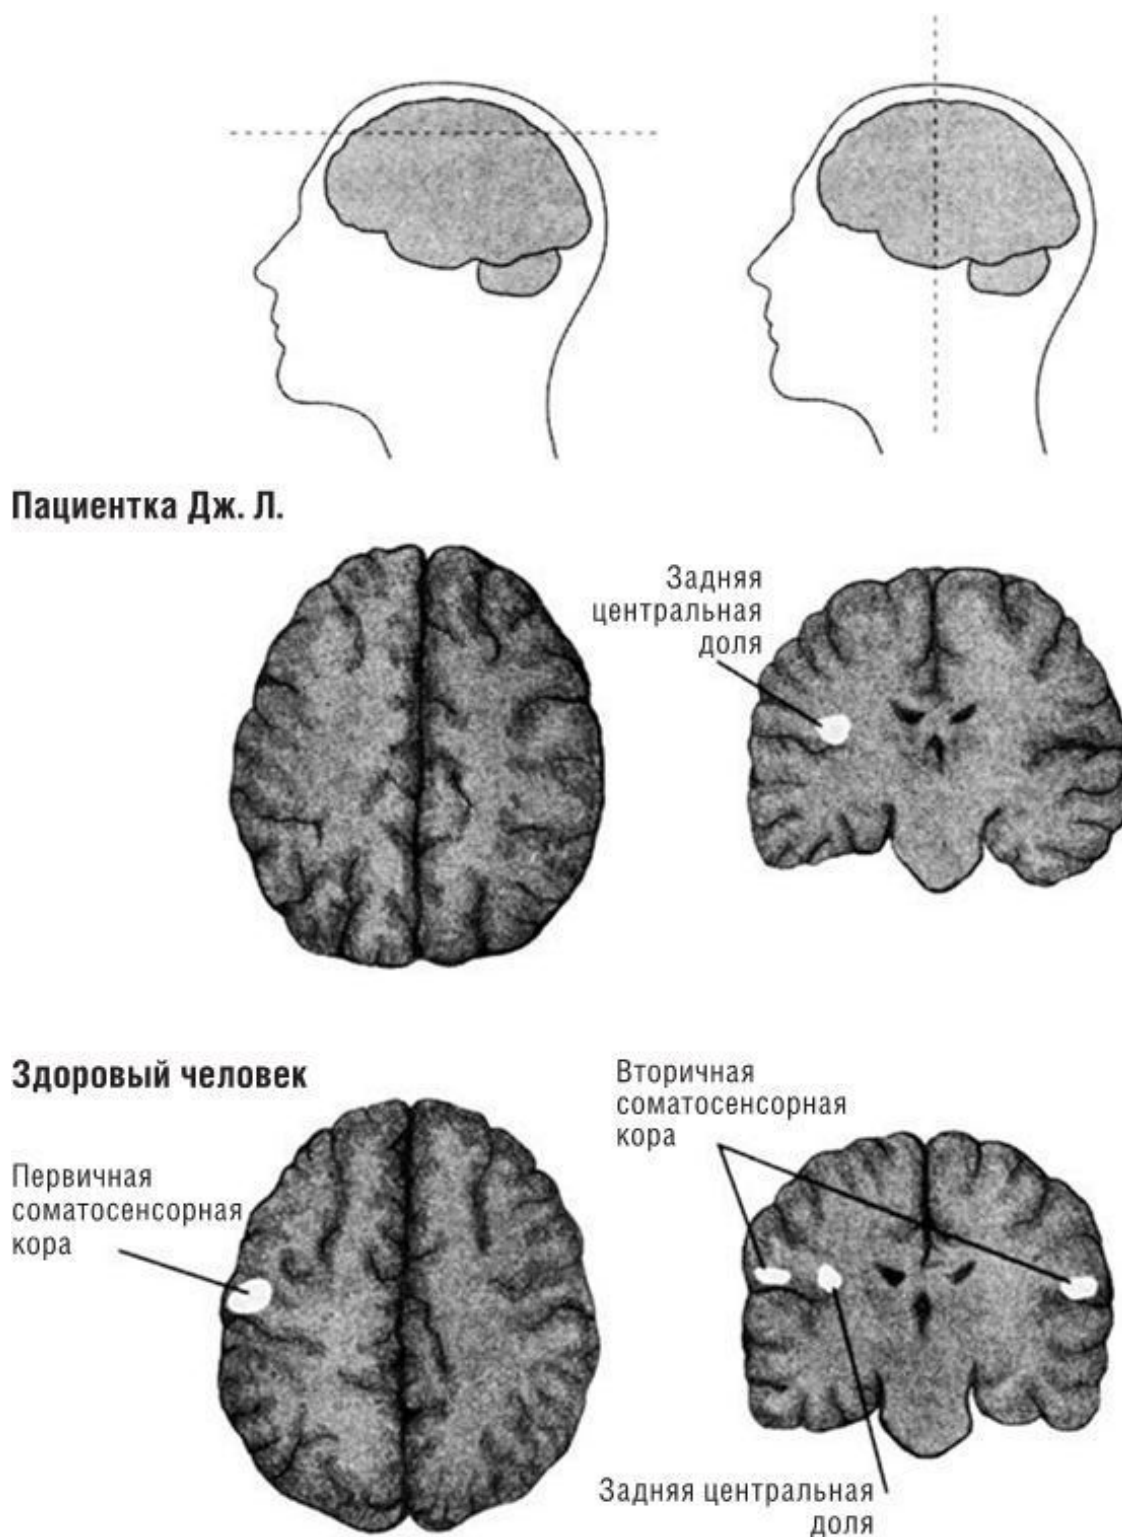 Пациентка Дж. Л.
Задняя
центральная
доля
Здоровый человек
Вторичная
соматосенсорная
кора
Первичная
соматосенсорная
кора
Задняя центральная
доля